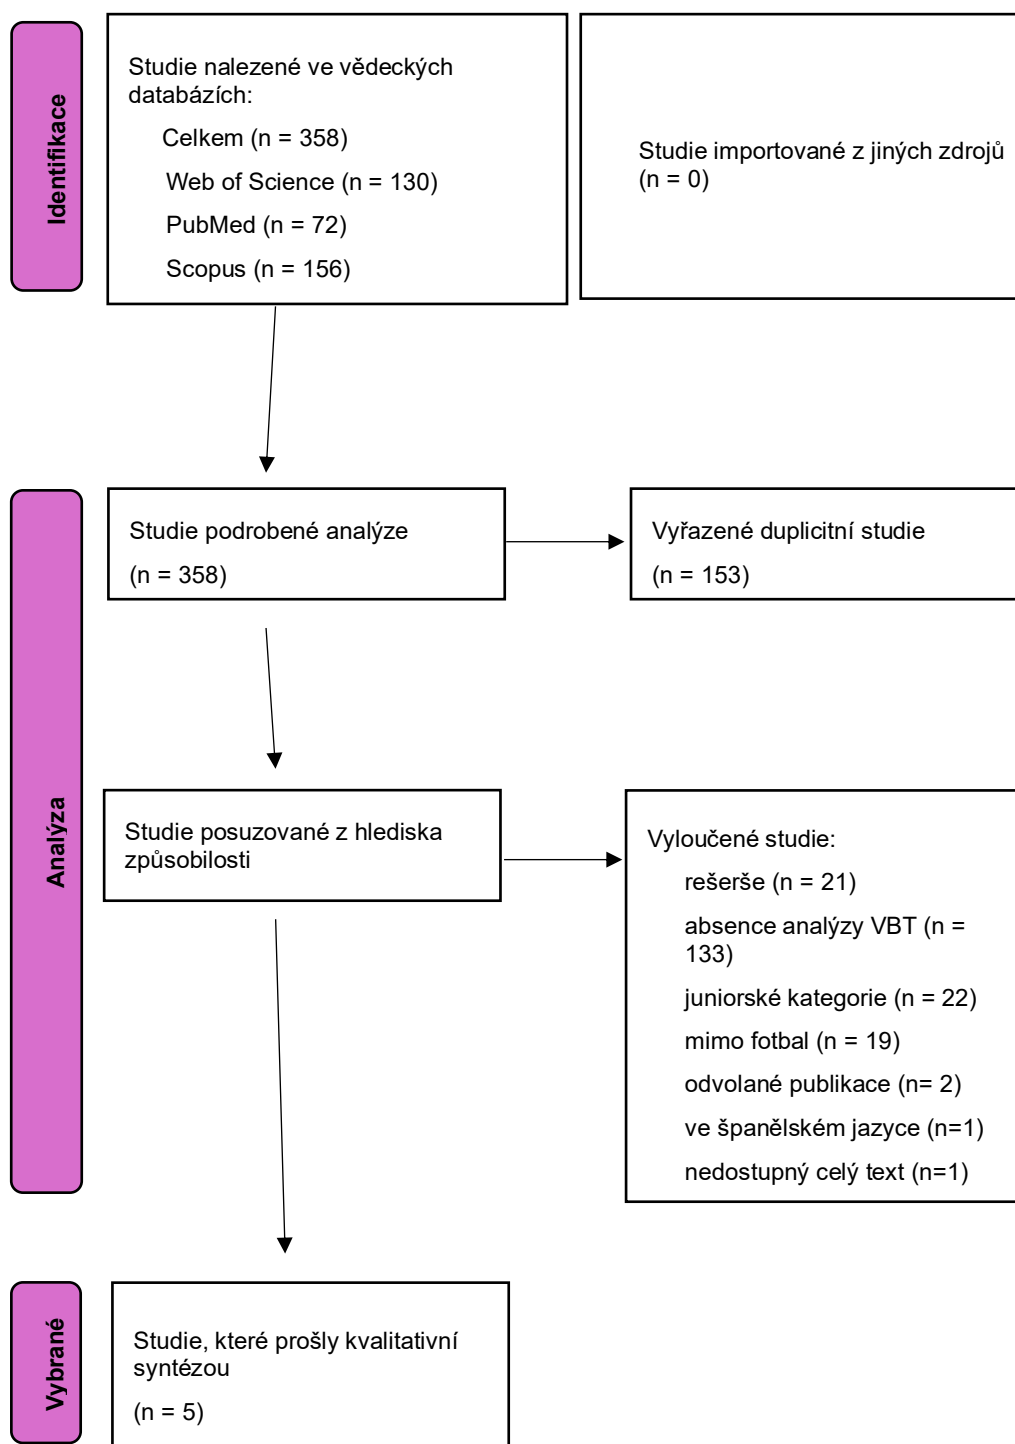 Identifikace
Studie nalezené ve vědeckých
databázích:
Celkem (n = 358)
Web of Science (n = 130)
PubMed (n = 72)
Scopus (n = 156)
Studie importované z jiných zdrojů
(n = 0)
Analýza
Studie podrobené analýze
(n = 358)
Vyřazené duplicitní studie
(n = 153)
Studie posuzované z hlediska
způsobilosti
Vyloučené studie:
rešerše (n = 21)
absence analýzy VBT (n =
133)
juniorské kategorie (n = 22)
mimo fotbal (n = 19)
odvolané publikace (n= 2)
ve španělském jazyce (n=1)
nedostupný celý text (n=1)
Vybrané
Studie, které prošly kvalitativní
syntézou
(n = 5)